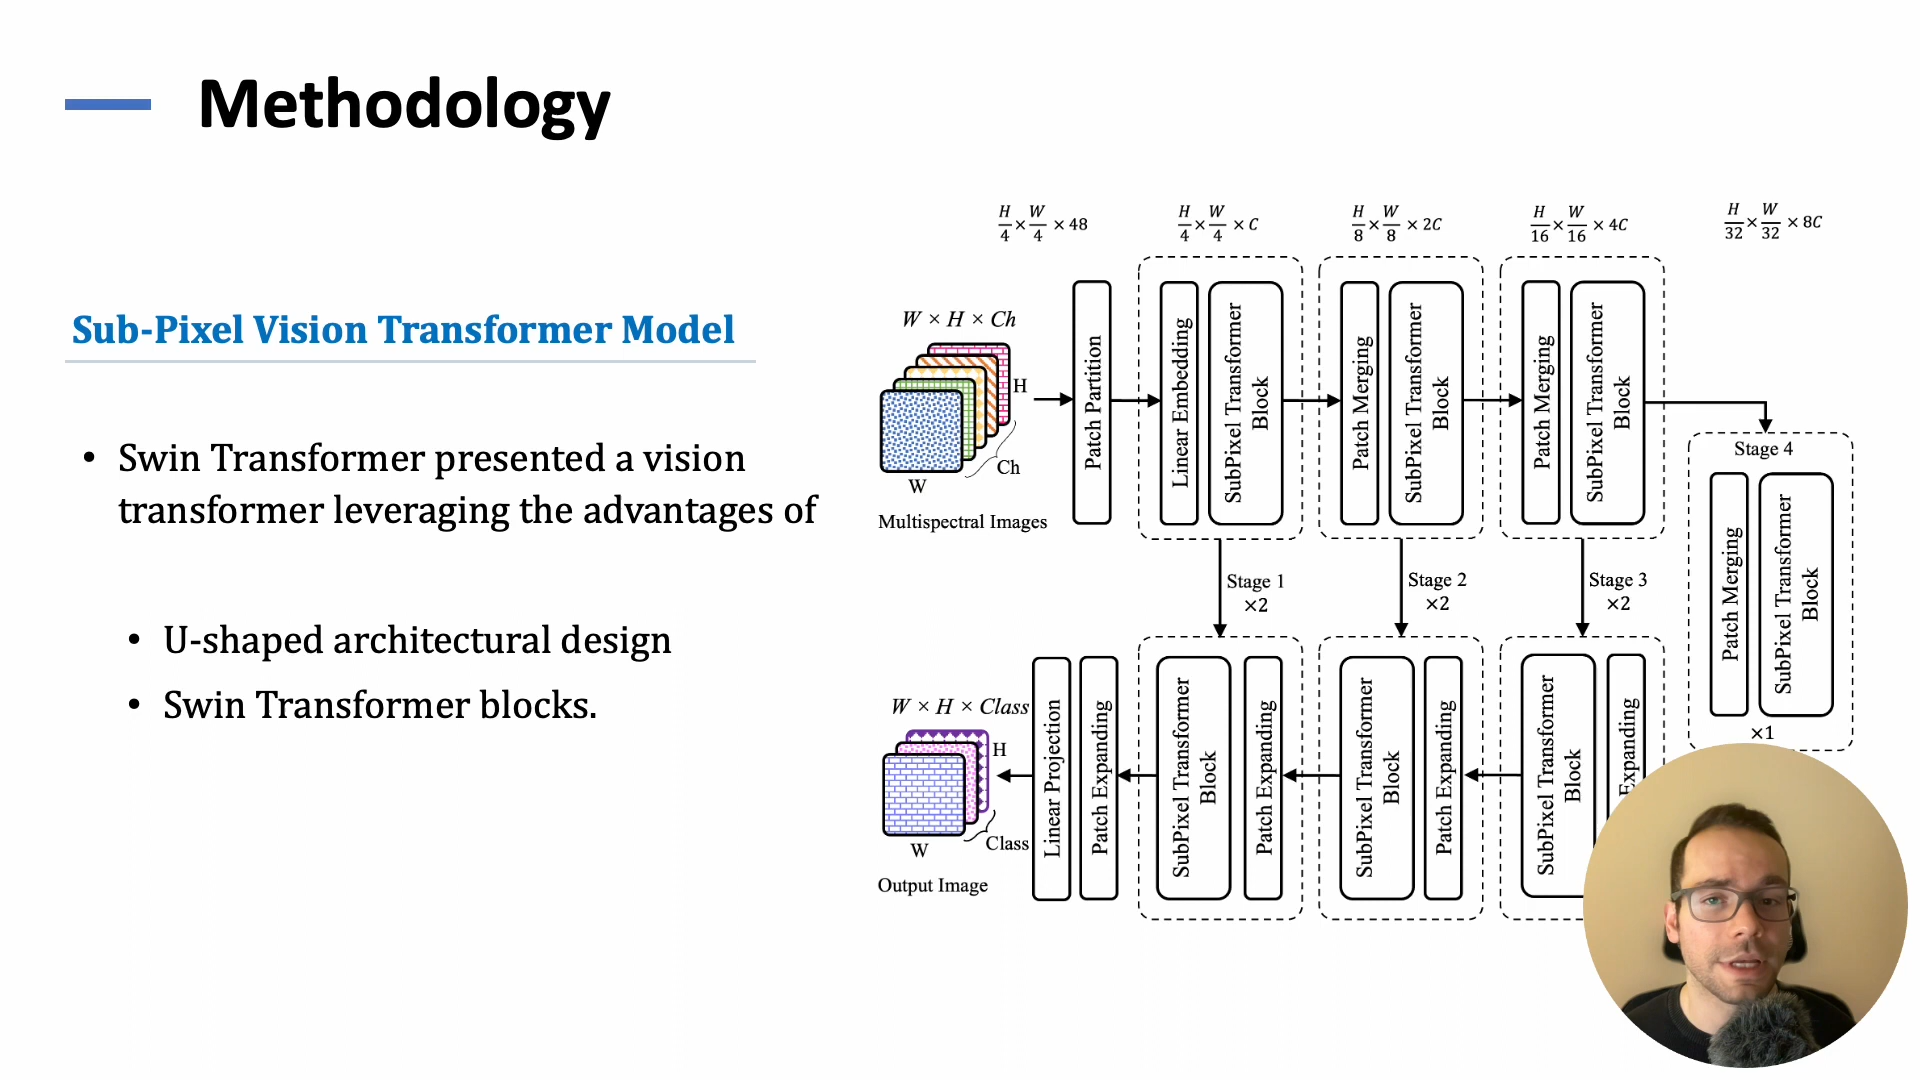 Methodology
Sub-Pixel Vision Transformer Model
• Swin Transformer presented a vision
transformer leveraging the advantages of
• U-shaped architectural design
• Swin Transformer blocks.
H/4 × W/4 × 48
H/4 × W/4 × C
H/8 × W/8 × 2C
H/16 × W/16 × 4C
H/32 × W/32 × 8C
W × H × Ch
H
Ch
W
Multispectral Images
Patch Partition
Linear Embedding
SubPixel Transformer
Block
Patch Merging
SubPixel Transformer
Block
Patch Merging
SubPixel Transformer
Block
Stage 4
Patch Merging
SubPixel Transformer
Block
×1
Stage 1
×2
Stage 2
×2
Stage 3
×2
W × H × Class
H
Class
W
Output Image
Linear Projection
Patch Expanding
SubPixel Transformer
Block
Patch Expanding
SubPixel Transformer
Block
Patch Expanding
SubPixel Transformer
Block
Expanding